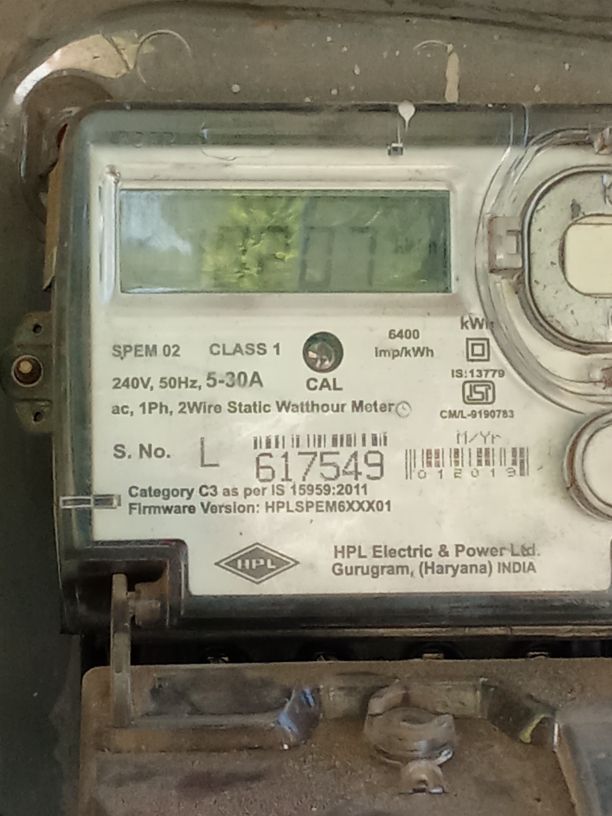 SPEM 02 CLASS 1
6400
imp/kWh
kWh
240V, 50Hz, 5-30A
CAL
IS:13779
ac, 1Ph, 2Wire Static Watthour Meter
CM/L-9190783
S. No. L 617549
M/Yr
012019
Category C3 as per IS 15959:2011
Firmware Version: HPLSPEM6XXX01
HPL
HPL Electric & Power Ltd.
Gurugram, (Haryana) INDIA